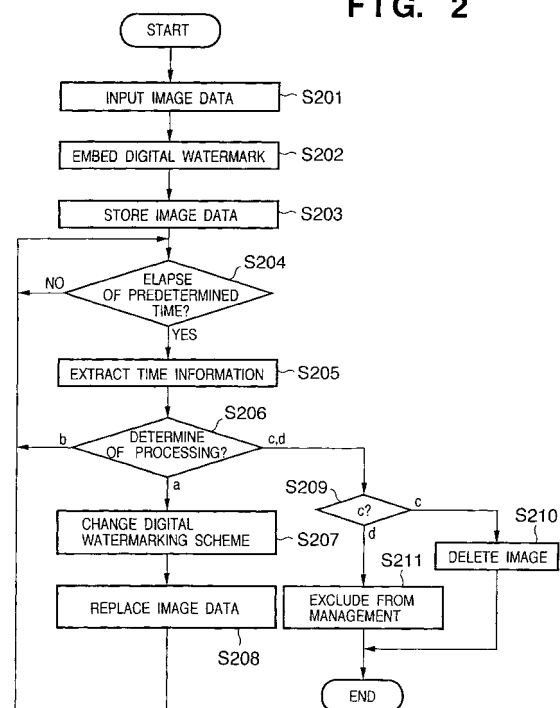 FIG. 2
START
INPUT IMAGE DATA
S201
EMBED DIGITAL WATERMARK
S202
STORE IMAGE DATA
S203
S204
ELAPSE
OF PREDETERMINED
TIME?
NO
YES
EXTRACT TIME INFORMATION
S205
S206
DETERMINE
OF PROCESSING?
b
c,d
a
S209
c?
c
d
S210
DELETE IMAGE
CHANGE DIGITAL
WATERMARKING SCHEME
S207
S211
EXCLUDE FROM
MANAGEMENT
REPLACE IMAGE DATA
S208
END